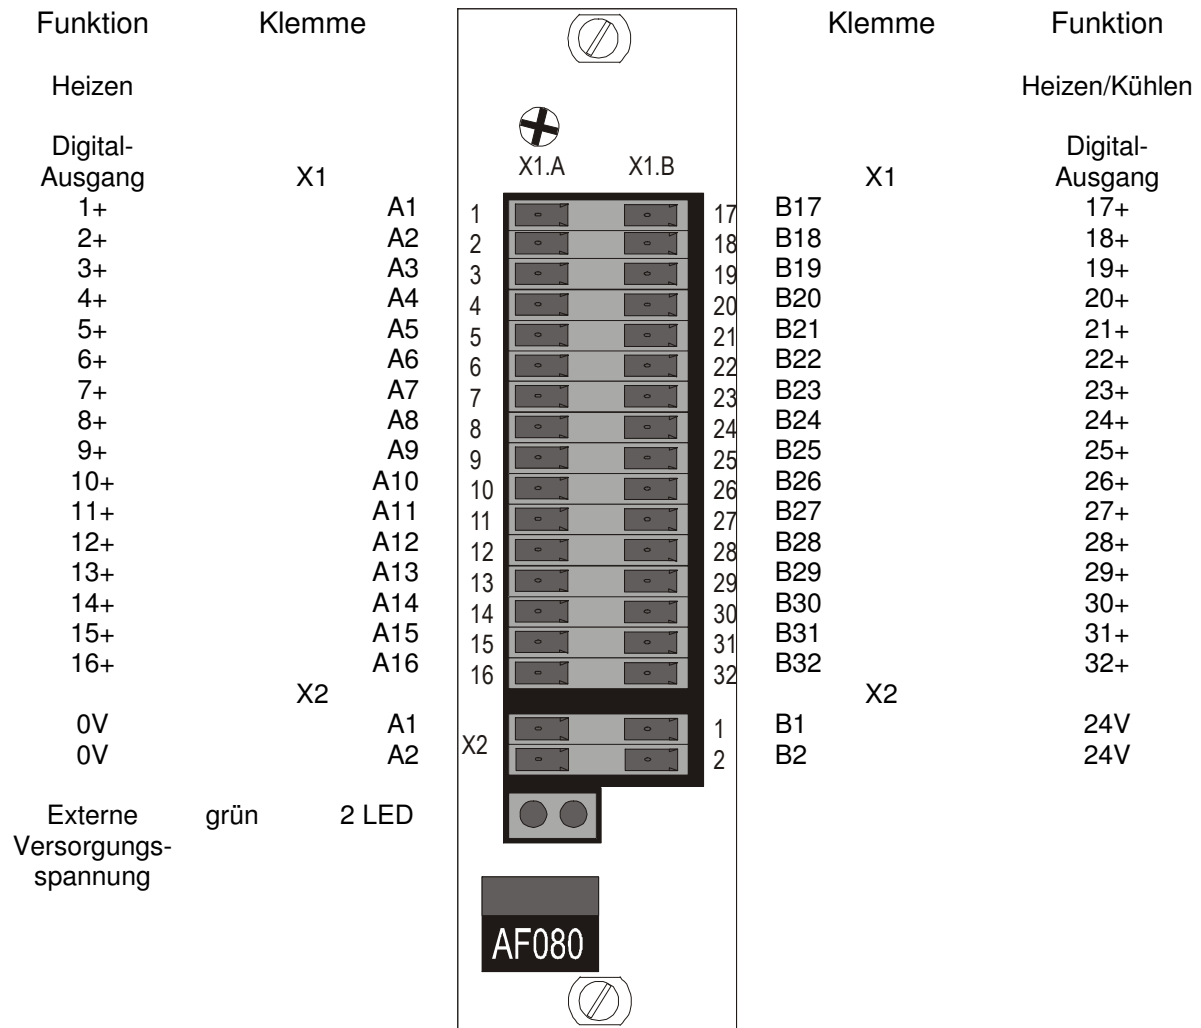 Funktion Klemme Klemme Funktion
Heizen Heizen/Kühlen
Digital- Digital-
Ausgang X1 X1.A X1.B X1 Ausgang
1+ A1 1 17 B17 17+
2+ A2 2 18 B18 18+
3+ A3 3 19 B19 19+
4+ A4 4 20 B20 20+
5+ A5 5 21 B21 21+
6+ A6 6 22 B22 22+
7+ A7 7 23 B23 23+
8+ A8 8 24 B24 24+
9+ A9 9 25 B25 25+
10+ A10 10 26 B26 26+
11+ A11 11 27 B27 27+
12+ A12 12 28 B28 28+
13+ A13 13 29 B29 29+
14+ A14 14 30 B30 30+
15+ A15 15 31 B31 31+
16+ A16 16 32 B32 32+
X2 X2
0V A1 1 B1 24V
0V A2 X2 2 B2 24V
Externe grün 2 LED
Versorgungs-
spannung
AF080